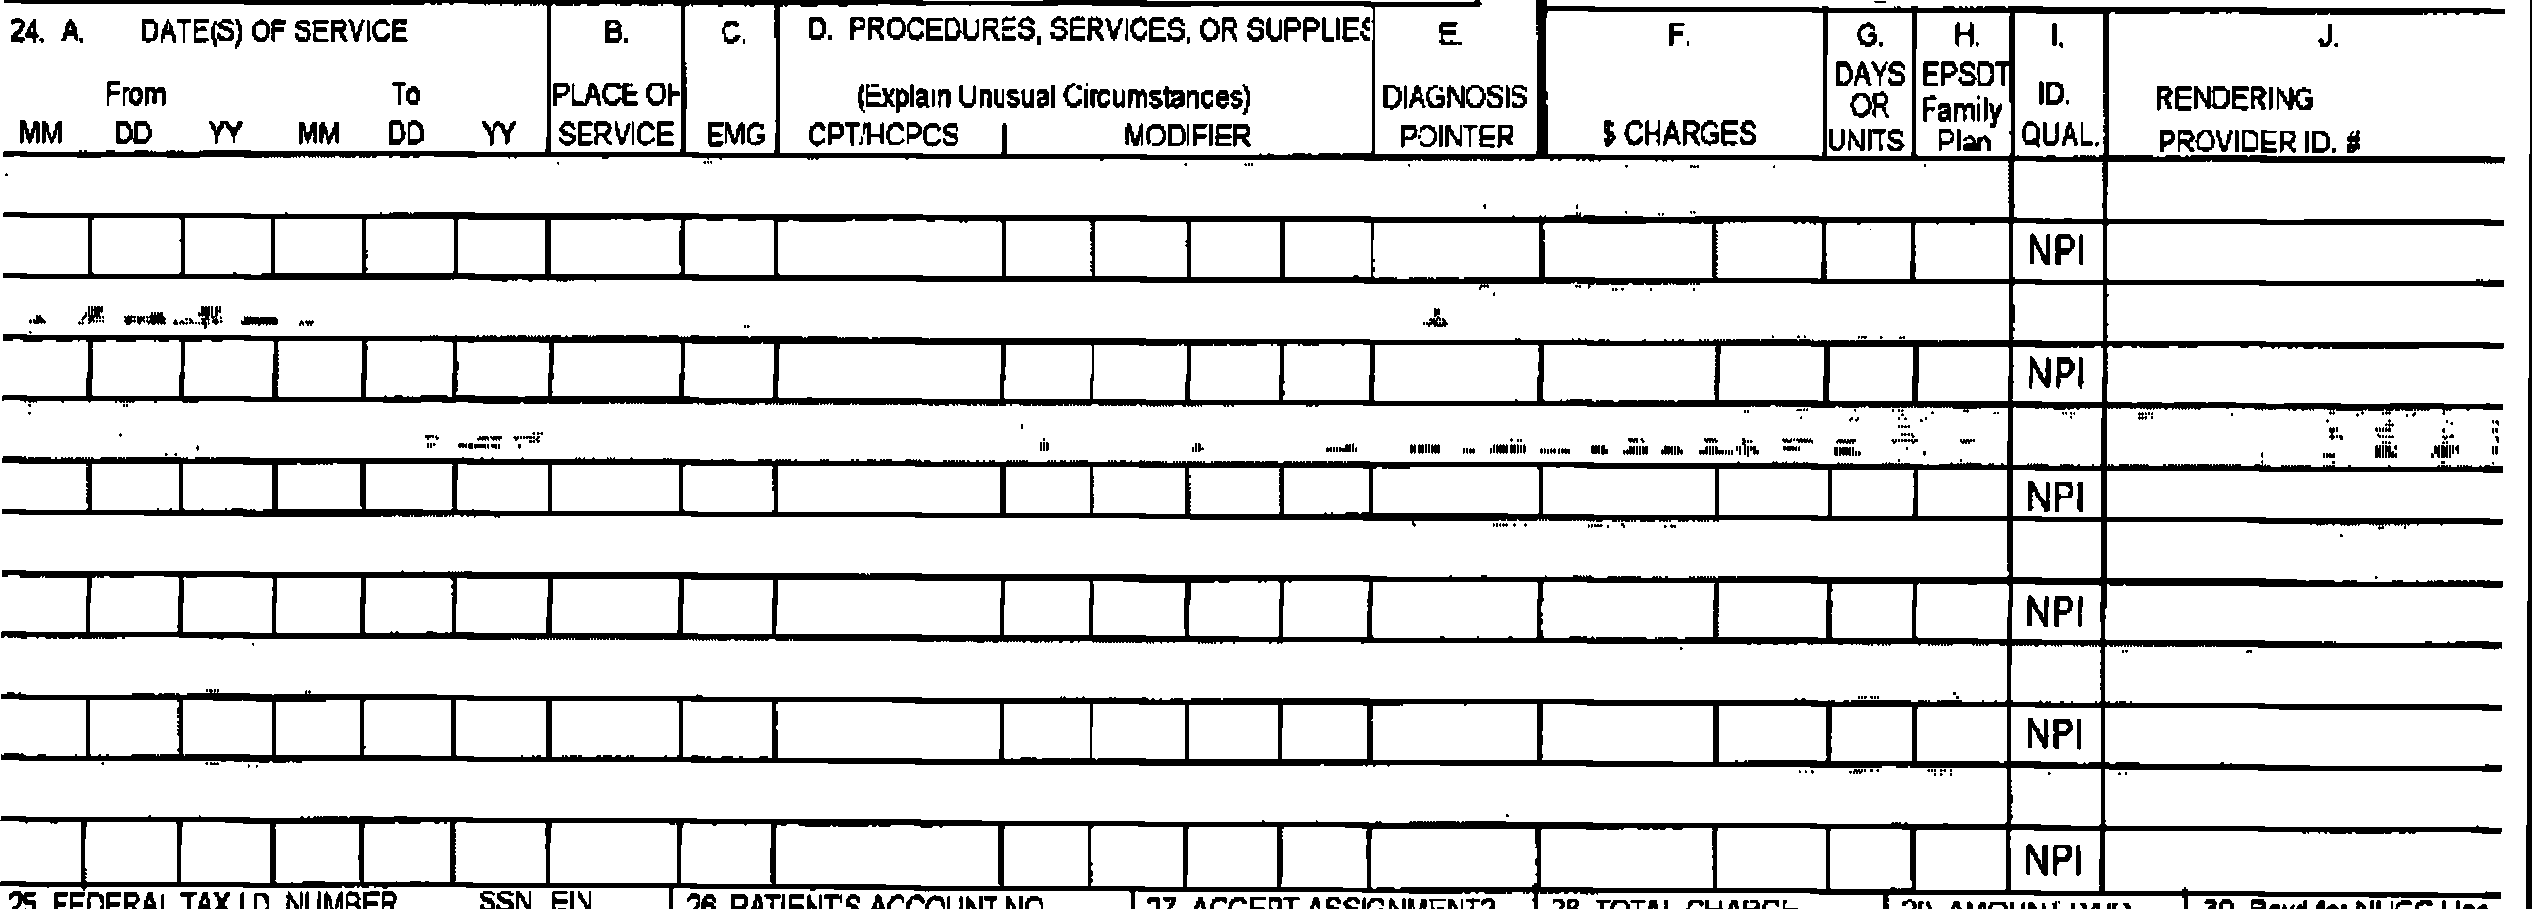 24. A. DATE(S) OF SERVICE B. C. D. PROCEDURES, SERVICES, OR SUPPLIES E. F. G. H. I. J.
From To PLACE OF (Explain Unusual Circumstances) DIAGNOSIS DAYS OR EPSDT Family ID. RENDERING
MM DD YY MM DD YY SERVICE EMG CPT/HCPCS MODIFIER POINTER $ CHARGES UNITS Plan QUAL. PROVIDER ID. #
NPI
NPI
NPI
NPI
NPI
NPI
25. FEDERAL TAX I.D. NUMBER SSN EIN 26. PATIENT'S ACCOUNT NO. 27. ACCEPT ASSIGNMENT? 28. TOTAL CHARGE 29. AMOUNT PAID 30. Rsvd for NUCC Use